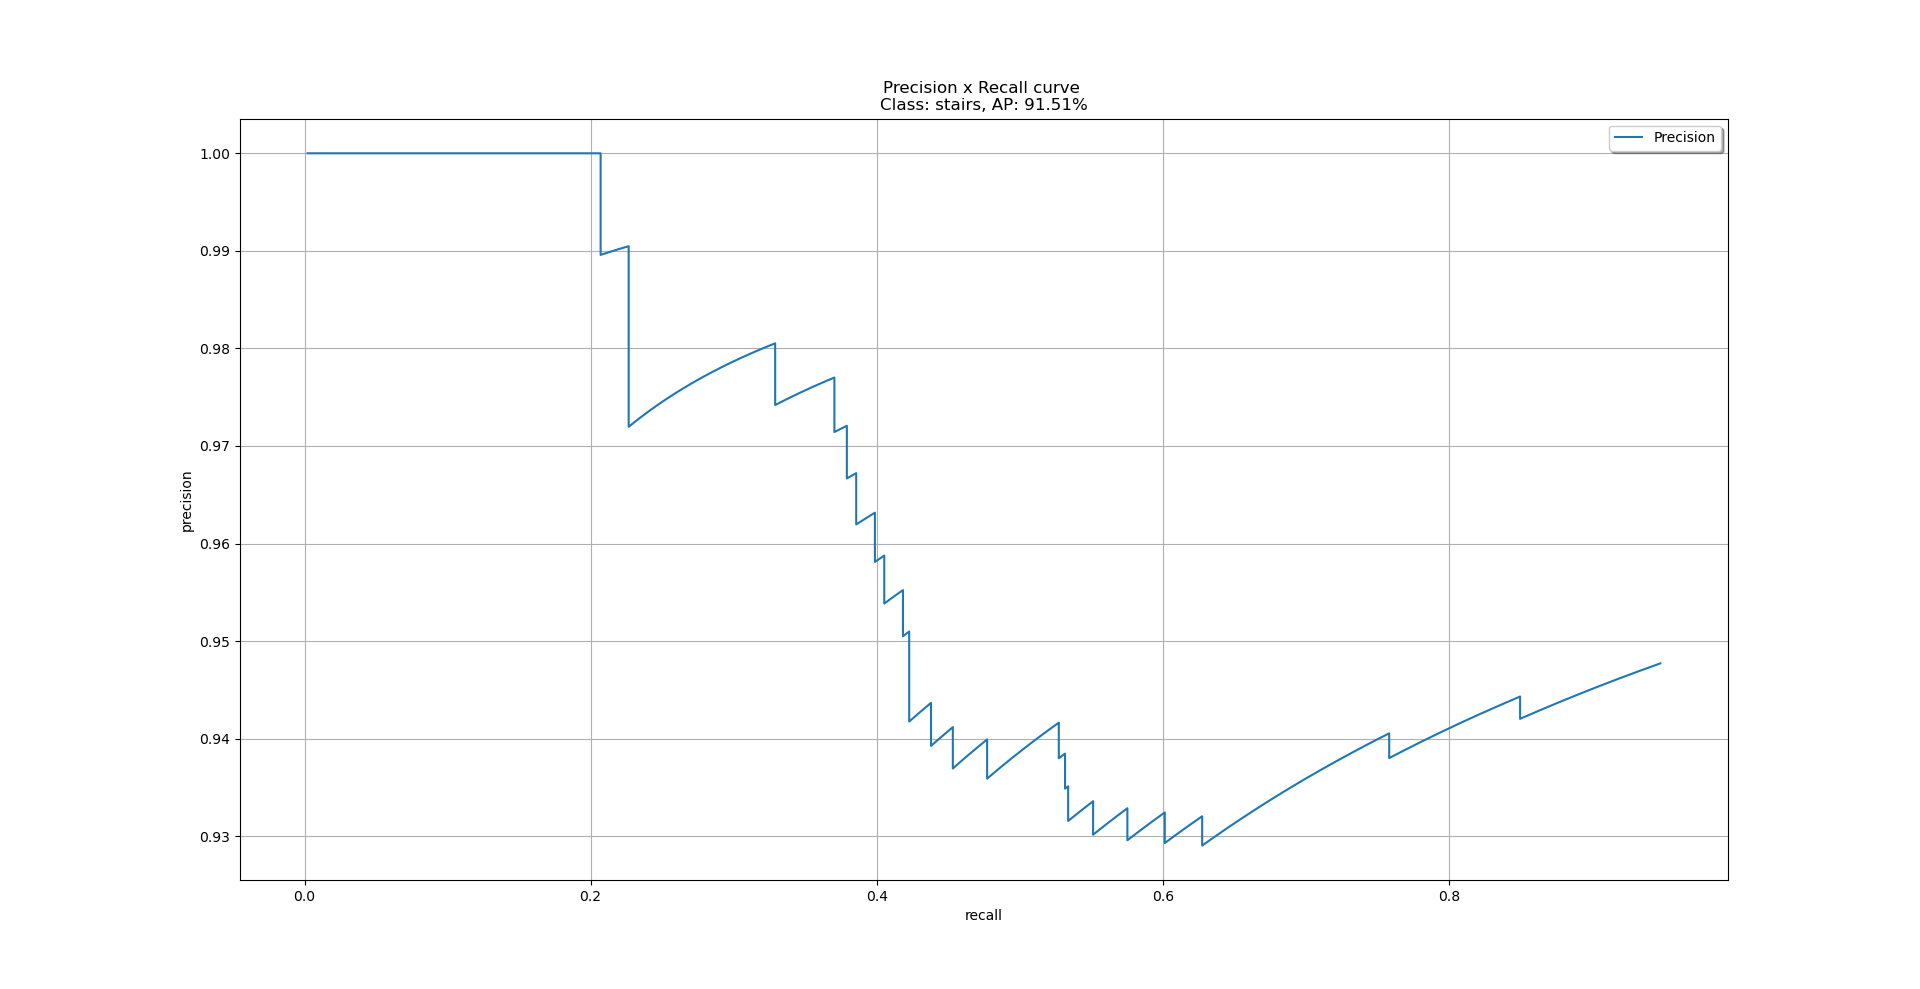 Precision x Recall curve
Class: stairs, AP: 91.51%
Precision
1.00
0.99
0.98
0.97
0.96
0.95
0.94
0.93
precision
0.0 0.2 0.4 0.6 0.8
recall